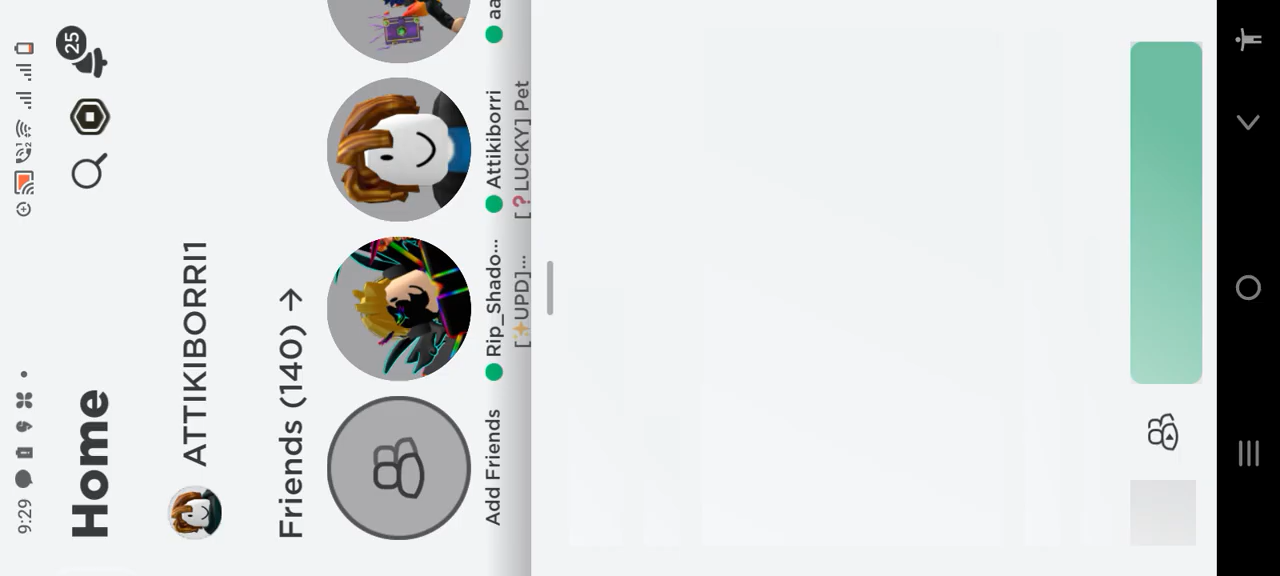 9:29
25
Home
ATTIKIBORRI1
Friends (140) →
Add Friends
Rip_Shado...
[✨UPD]...
Attikiborri
[❓LUCKY] Pet
aa